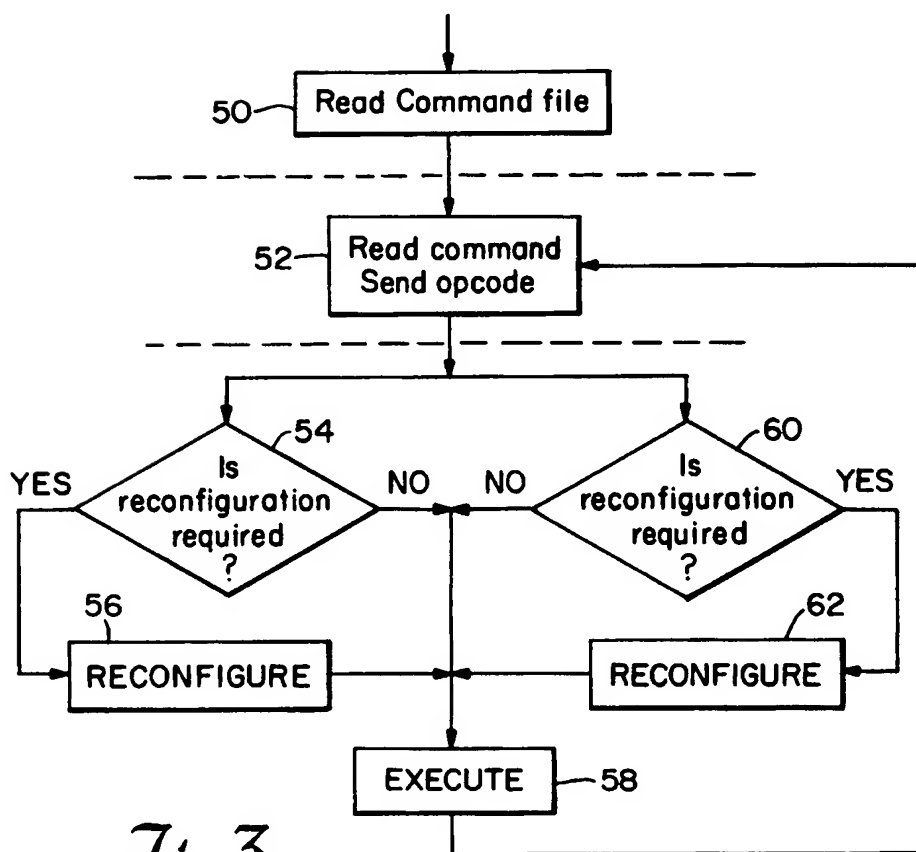 50
Read Command file
52
Read command
Send opcode
54
60
YES
Is
reconfiguration
required
?
NO
NO
Is
reconfiguration
required
?
YES
56
RECONFIGURE
62
RECONFIGURE
EXECUTE
58